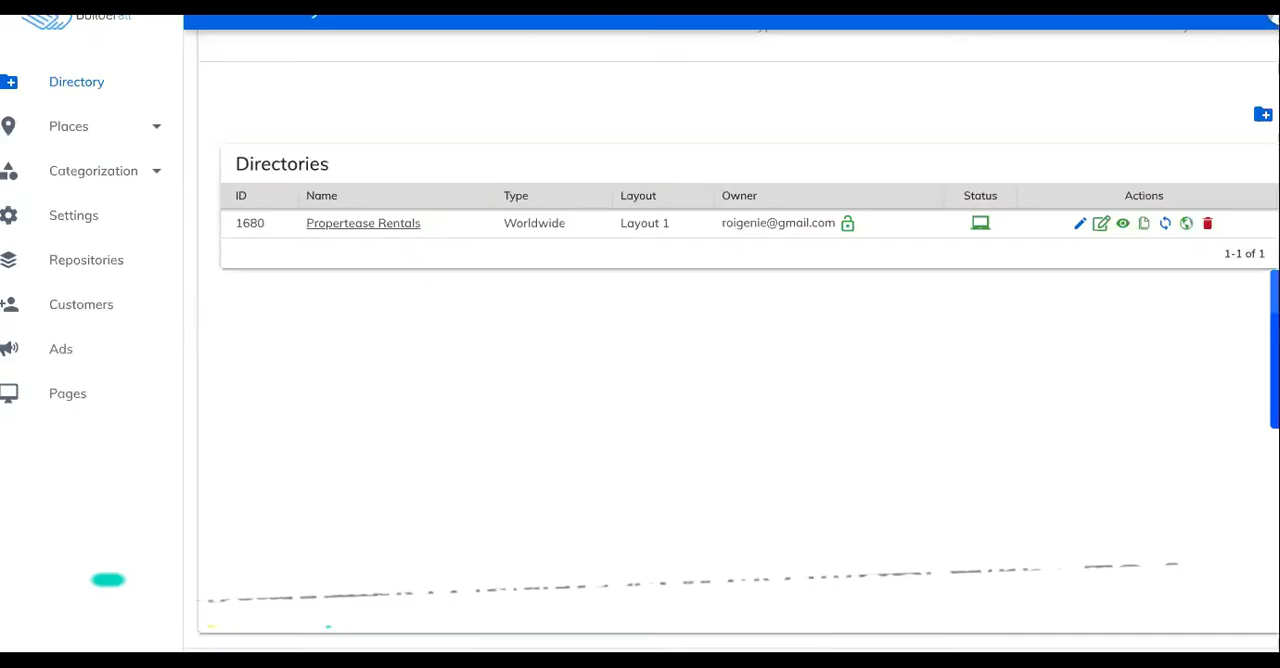 Directory
Places
Categorization
Settings
Repositories
Customers
Ads
Pages
Directories
ID Name Type Layout Owner Status Actions
1680 Propertease Rentals Worldwide Layout 1 roigenie@gmail.com
1-1 of 1